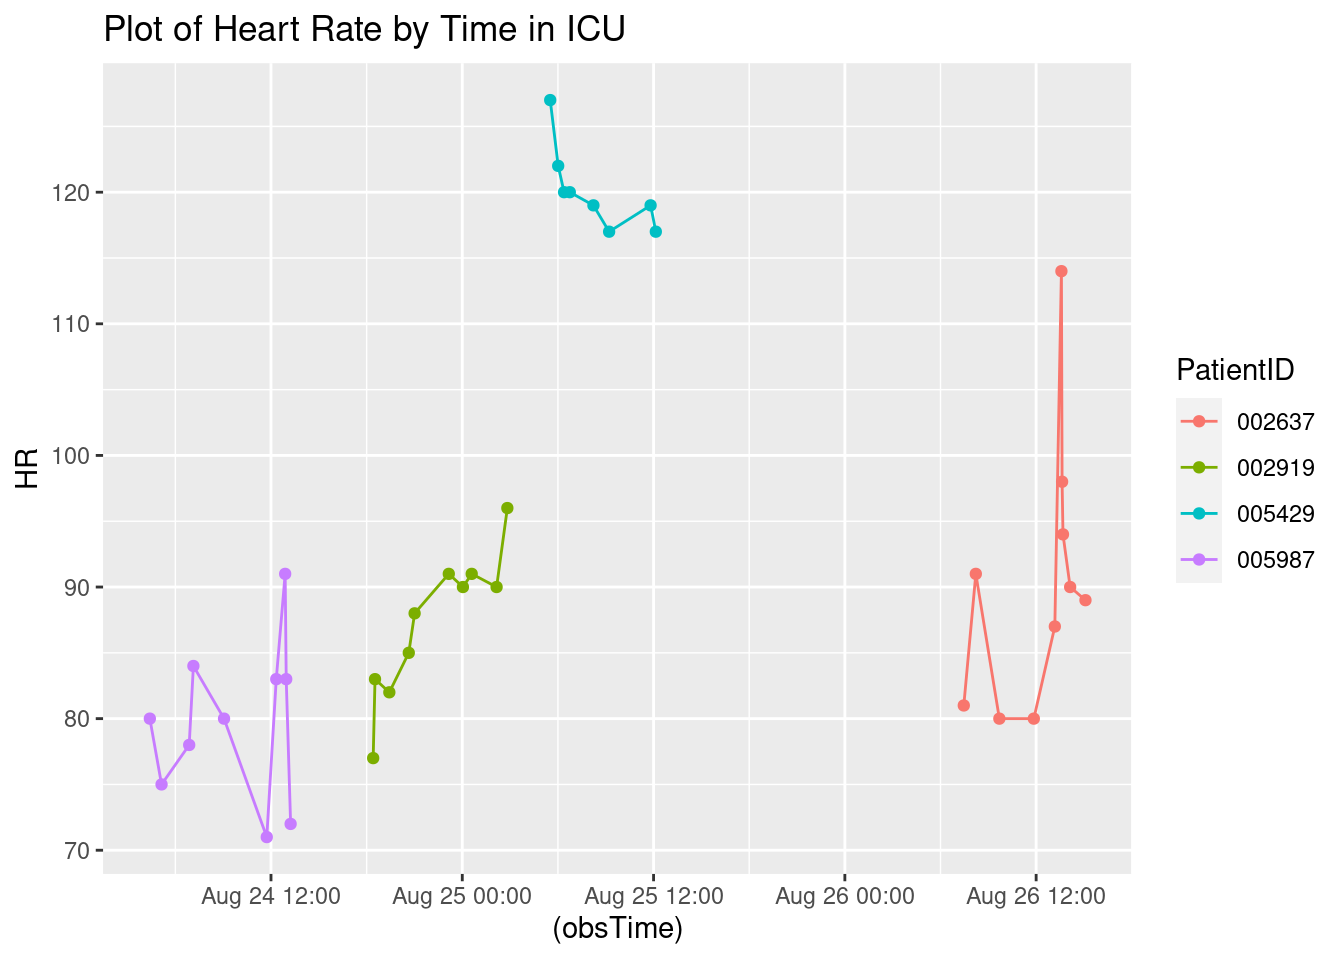 Plot of Heart Rate by Time in ICU
HR
120
110
100
90
80
70
Aug 24 12:00
Aug 25 00:00
Aug 25 12:00
Aug 26 00:00
Aug 26 12:00
(obsTime)
PatientID
002637
002919
005429
005987